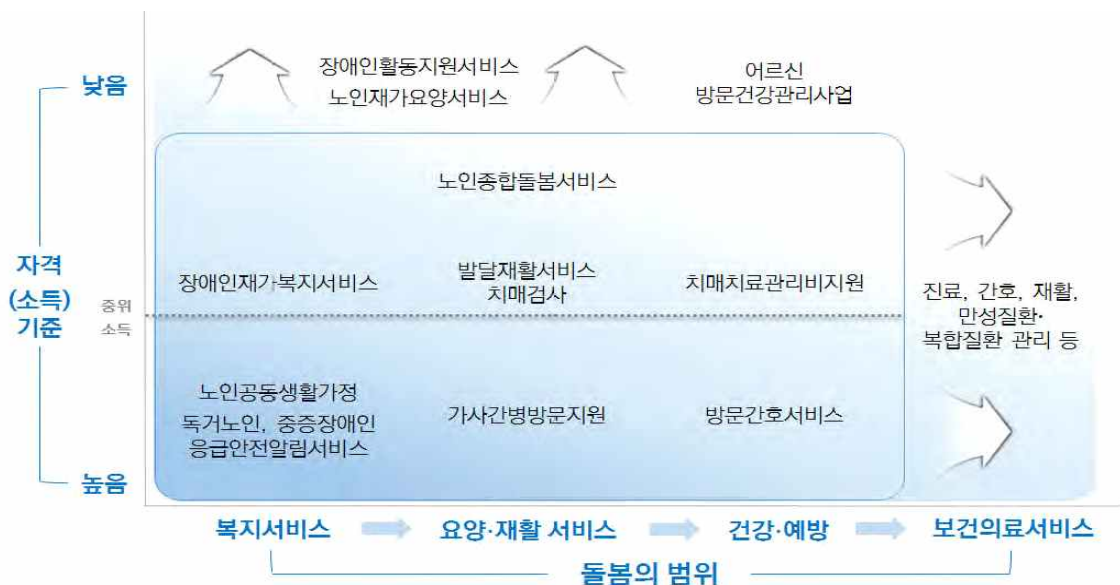 장애인활동지원서비스
노인재가요양서비스
어르신
방문건강관리사업
낮음
노인종합돌봄서비스
자격
(소득)
기준
중위
소득
장애인재가복지서비스
발달재활서비스
치매검사
치매치료관리비지원
진료, 간호, 재활,
만성질환·
복합질환 관리 등
노인공동생활가정
독거노인, 중증장애인
응급안전알림서비스
가사간병방문지원
방문간호서비스
높음
복지서비스
요양·재활 서비스
건강·예방
보건의료서비스
돌봄의 범위